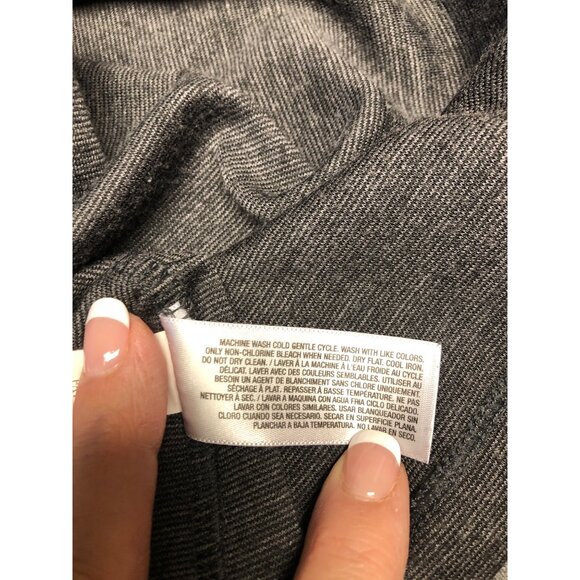 MACHINE WASH COLD GENTLE CYCLE. WASH WITH LIKE COLORS.
ONLY NON-CHLORINE BLEACH WHEN NEEDED. DRY FLAT. COOL IRON.
DO NOT DRY CLEAN. / LAVER À LA MACHINE À L'EAU FROIDE AU CYCLE
DÉLICAT. LAVER AVEC DES COULEURS SEMBLABLES. UTILISER AU
BESOIN UN AGENT DE BLANCHIMENT SANS CHLORE UNIQUEMENT.
SÉCHAGE À PLAT. REPASSER À BASSE TEMPÉRATURE. NE PAS
NETTOYER À SEC. / LAVAR A MAQUINA CON AGUA FRIA CICLO DELICADO.
LAVAR CON COLORES SIMILARES. USAR BLANQUEADOR SIN
CLORO CUANDO SEA NECESARIO. SECAR EN SUPERFICIE PLANA.
PLANCHAR A BAJA TEMPERATURA. NO LAVAR EN SECO.